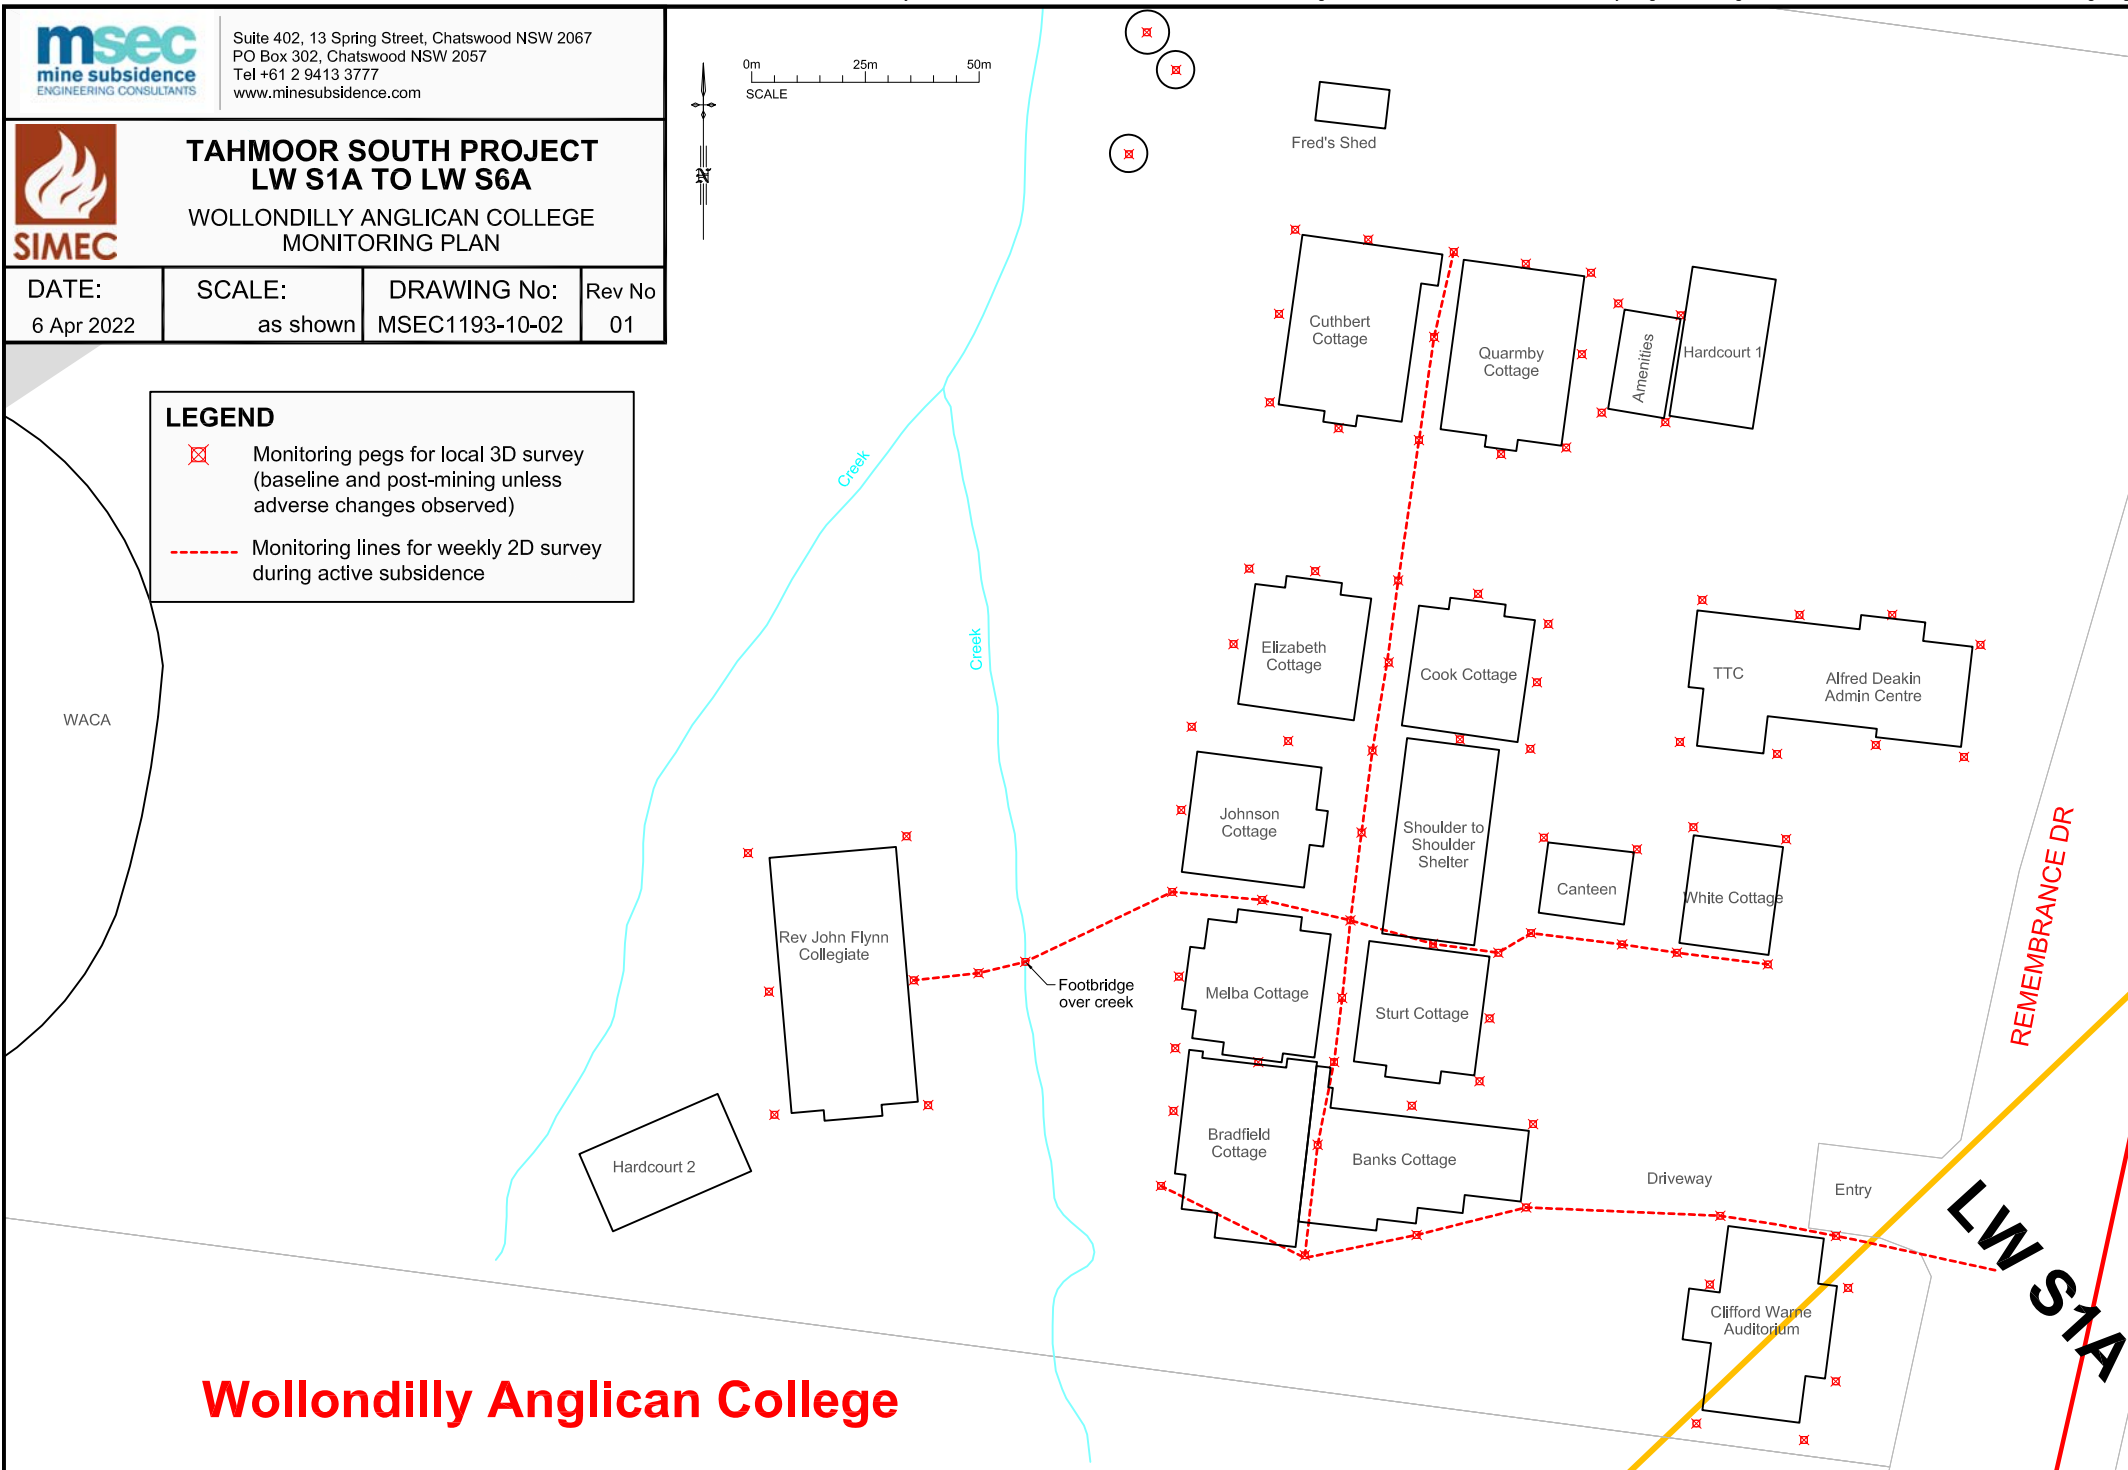 msec
mine subsidence
ENGINEERING CONSULTANTS
Suite 402, 13 Spring Street, Chatswood NSW 2067
PO Box 302, Chatswood NSW 2057
Tel +61 2 9413 3777
www.minesubsidence.com
SIMEC
TAHMOOR SOUTH PROJECT
LW S1A TO LW S6A
WOLLONDILLY ANGLICAN COLLEGE
MONITORING PLAN
DATE:
6 Apr 2022
SCALE:
as shown
DRAWING No:
MSEC1193-10-02
Rev No
01
N
0m 25m 50m
SCALE
LEGEND
Monitoring pegs for local 3D survey
(baseline and post-mining unless
adverse changes observed)
Monitoring lines for weekly 2D survey
during active subsidence
Fred's Shed
Cuthbert
Cottage
Quarmby
Cottage
Amenities
Hardcourt 1
Creek
Creek
WACA
Elizabeth
Cottage
Cook Cottage
TTC
Alfred Deakin
Admin Centre
Johnson
Cottage
Shoulder to
Shoulder
Shelter
Canteen
White Cottage
REMEMBRANCE DR
Rev John Flynn
Collegiate
Footbridge
over creek
Melba Cottage
Sturt Cottage
Hardcourt 2
Bradfield
Cottage
Banks Cottage
Driveway
Entry
LW S1A
Clifford Warne
Auditorium
Wollondilly Anglican College